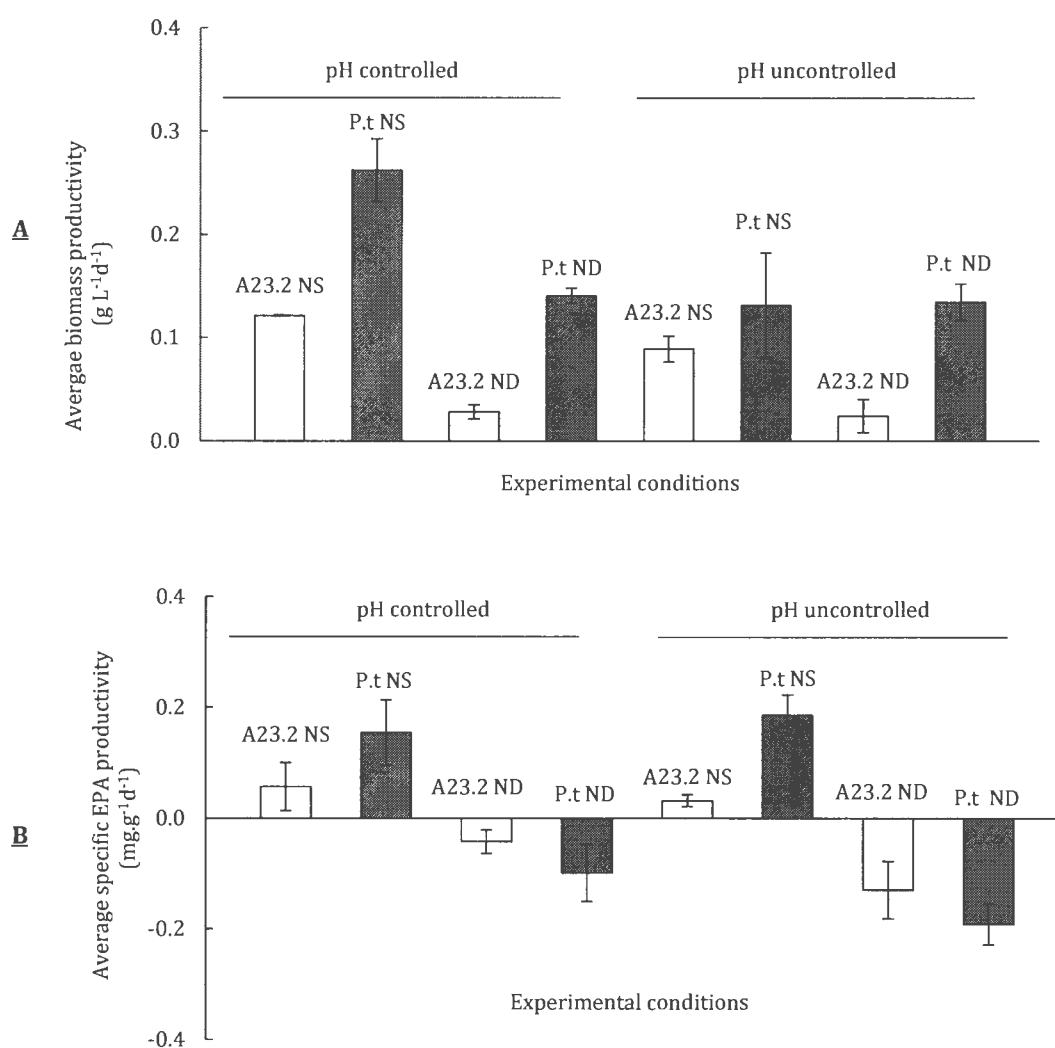 0.4
pH controlled
pH uncontrolled
P.t NS
0.3
A
Avergae biomass productivity
(g L⁻¹d⁻¹)
P.t NS
0.2
P.t ND
P.t ND
A23.2 NS
A23.2 NS
0.1
A23.2 ND
A23.2 ND
0.0
Experimental conditions
0.4
pH controlled
pH uncontrolled
P.t NS
P.t NS
0.2
A23.2 NS
A23.2 NS
A23.2 ND
A23.2 ND
P.t ND
P.t ND
0.0
B
Average specific EPA productivity
(mg.g⁻¹d⁻¹)
-0.2
Experimental conditions
-0.4